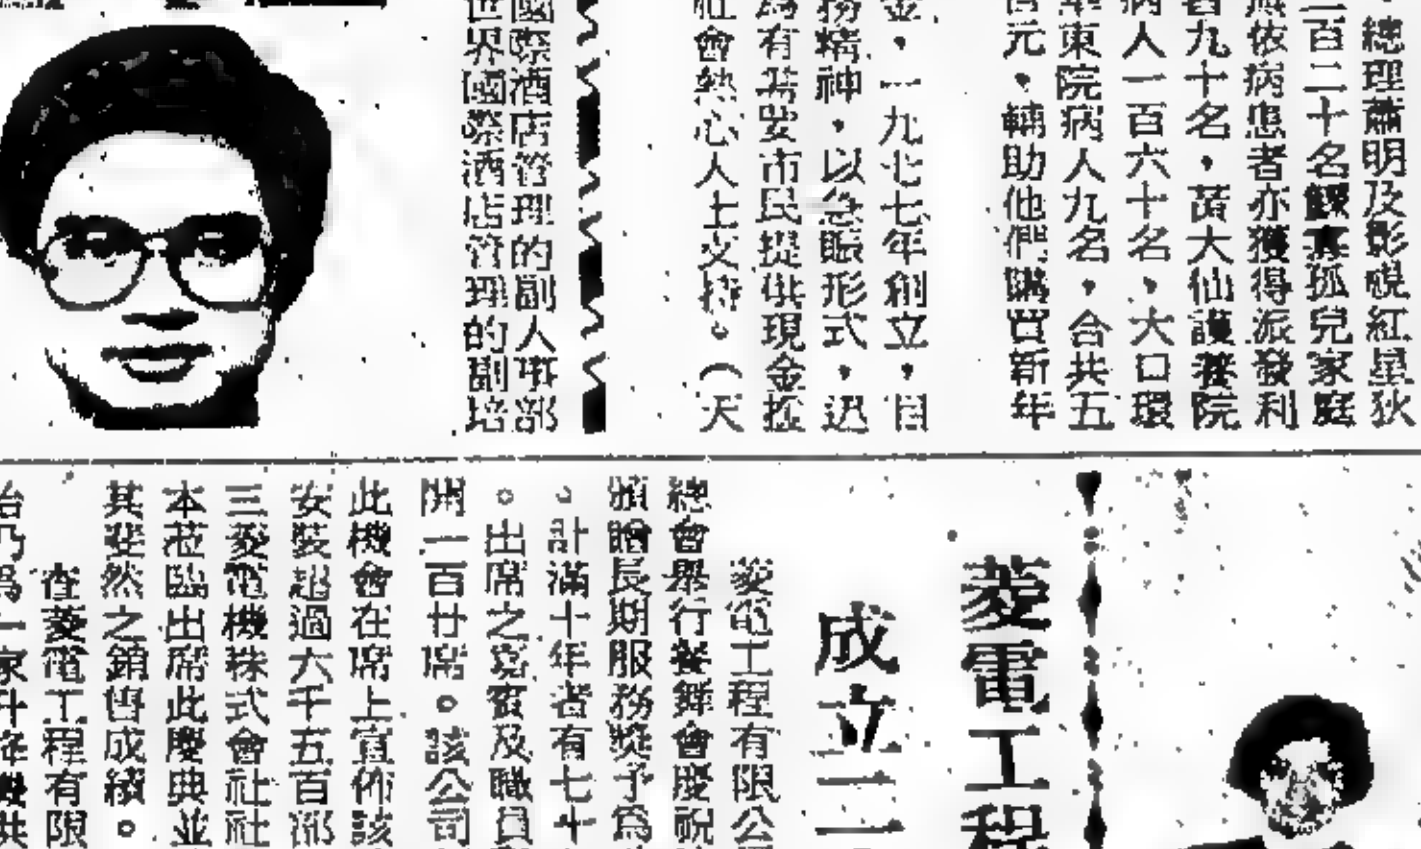 總理蕭明及影視紅星狄
百二十名鰥寡孤兒家庭
依病患者亦獲得派發利
九十名,黃大仙護養院
病人一百六十名,大口環
東院病人九名,合共五
元,輔助他們購買新年
金,一九七七年創立,目
務精神,以急賑形式,迅
為有需要市民提供現金援
社會熱心人士支持。(天
國際酒店管理的副人事部
世界國際酒店管理的副培
菱電工程
成立二
菱電工程有限公
總會舉行餐舞會慶祝
頒贈長期服務獎予為
。計滿十年者有七十
。出席之嘉賓及職員
開一百廿席。該公司
此機會在席上宣佈該
安裝超過六千五百部
三菱電機株式會社社
本蒞臨出席此慶典並
其斐然之銷售成績。
在菱電工程有限
乃為一家升降機